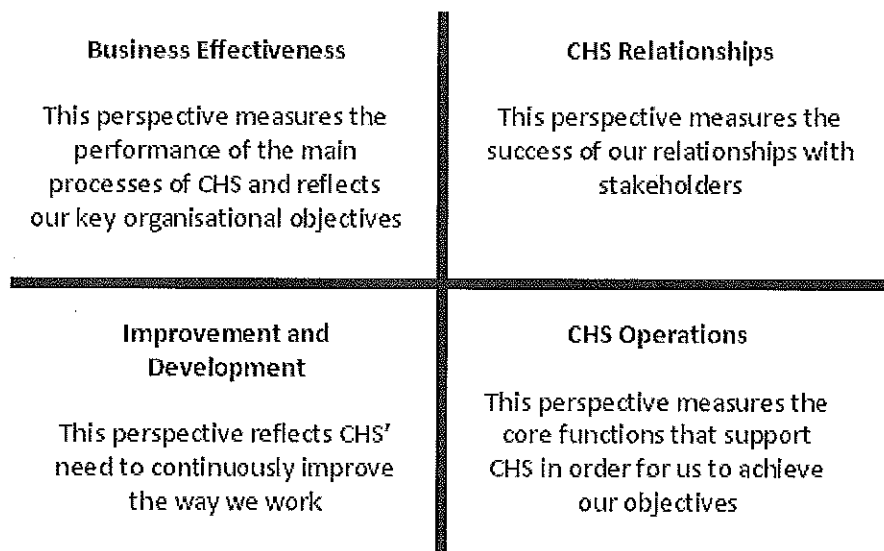 Business Effectiveness
This perspective measures the
performance of the main
processes of CHS and reflects
our key organisational objectives
CHS Relationships
This perspective measures the
success of our relationships with
stakeholders
Improvement and
Development
This perspective reflects CHS'
need to continuously improve
the way we work
CHS Operations
This perspective measures the
core functions that support
CHS in order for us to achieve
our objectives